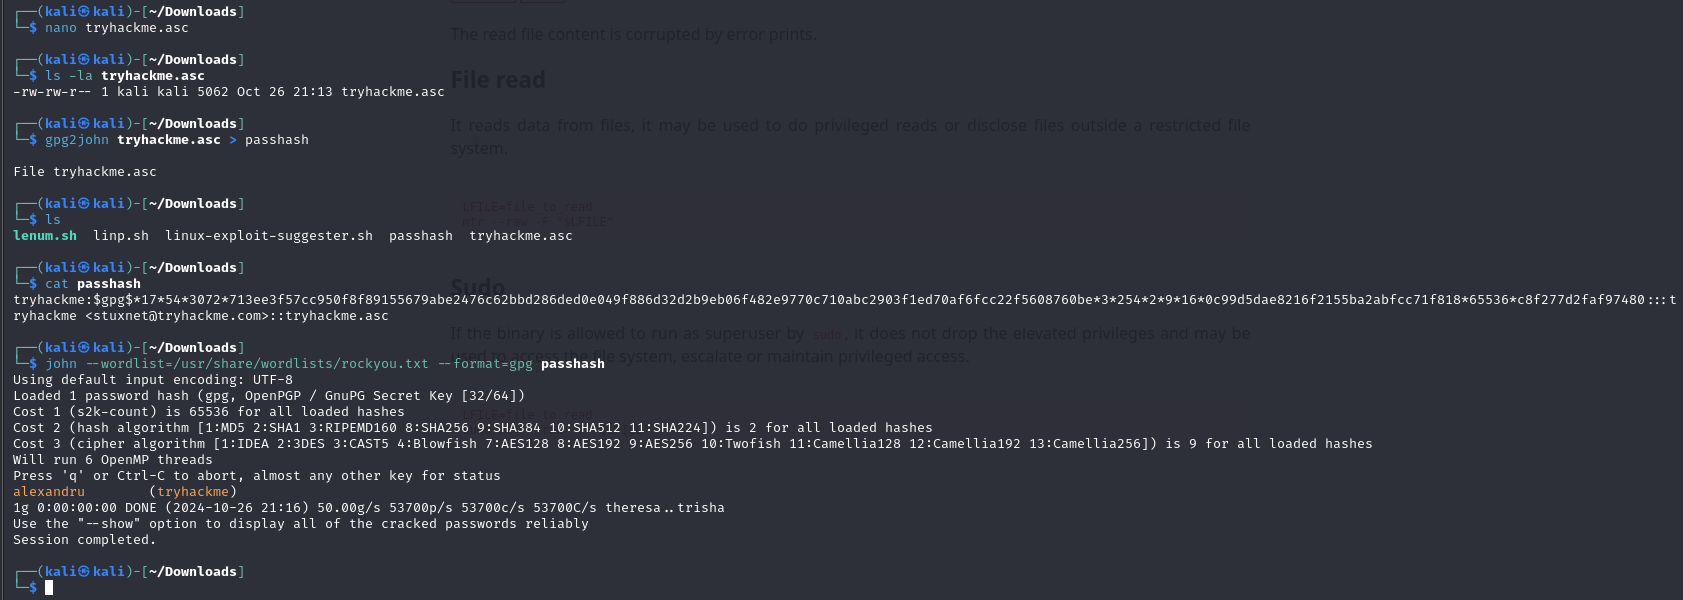 ┌──(kali㉿kali)-[~/Downloads]
└─$ nano tryhackme.asc
The read file content is corrupted by error prints.
┌──(kali㉿kali)-[~/Downloads]
└─$ ls -la tryhackme.asc
-rw-rw-r-- 1 kali kali 5062 Oct 26 21:13 tryhackme.asc
File read
┌──(kali㉿kali)-[~/Downloads]
└─$ gpg2john tryhackme.asc > passhash
It reads data from files, it may be used to do privileged reads or disclose files outside a restricted file
system.
File tryhackme.asc
┌──(kali㉿kali)-[~/Downloads]
└─$ ls
LFILE=file_to_read
mtr --raw -F "$LFILE"
lenum.sh  linp.sh  linux-exploit-suggester.sh  passhash  tryhackme.asc
┌──(kali㉿kali)-[~/Downloads]
└─$ cat passhash
Sudo
tryhackme:$gpg$*17*54*3072*713ee3f57cc950f8f89155679abe2476c62bbd286ded0e049f886d32d2b9eb06f482e9770c710abc2903f1ed70af6fcc22f5608760be*3*254*2*9*16*0c99d5dae8216f2155ba2abfcc71f818*65536*c8f277d2faf97480:::t
ryhackme <stuxnet@tryhackme.com>::tryhackme.asc
If the binary is allowed to run as superuser by sudo, it does not drop the elevated privileges and may be
used to access the file system, escalate or maintain privileged access.
┌──(kali㉿kali)-[~/Downloads]
└─$ john --wordlist=/usr/share/wordlists/rockyou.txt --format=gpg passhash
Using default input encoding: UTF-8
Loaded 1 password hash (gpg, OpenPGP / GnuPG Secret Key [32/64])
Cost 1 (s2k-count) is 65536 for all loaded hashes
LFILE=file_to_read
Cost 2 (hash algorithm [1:MD5 2:SHA1 3:RIPEMD160 8:SHA256 9:SHA384 10:SHA512 11:SHA224]) is 2 for all loaded hashes
Cost 3 (cipher algorithm [1:IDEA 2:3DES 3:CAST5 4:Blowfish 7:AES128 8:AES192 9:AES256 10:Twofish 11:Camellia128 12:Camellia192 13:Camellia256]) is 9 for all loaded hashes
Will run 6 OpenMP threads
Press 'q' or Ctrl-C to abort, almost any other key for status
alexandru        (tryhackme)
1g 0:00:00:00 DONE (2024-10-26 21:16) 50.00g/s 53700p/s 53700c/s 53700C/s theresa..trisha
Use the "--show" option to display all of the cracked passwords reliably
Session completed.
┌──(kali㉿kali)-[~/Downloads]
└─$